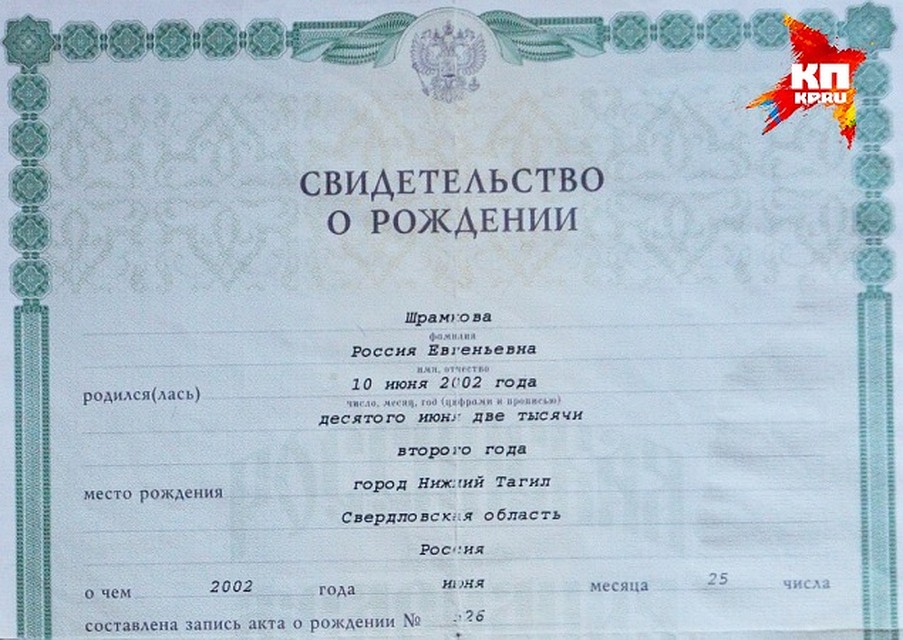 КП
KP.RU
СВИДЕТЕЛЬСТВО
О РОЖДЕНИИ
Шрамкова
фамилия
Россия Евгеньевна
имя, отчество
родился(лась) 10 июня 2002 года
число, месяц, год (цифрами и прописью)
десятого июня две тысячи
второго года
место рождения город Нижний Тагил
Свердловская область
Россия
о чем 2002 года июня месяца 25 числа
составлена запись акта о рождении №